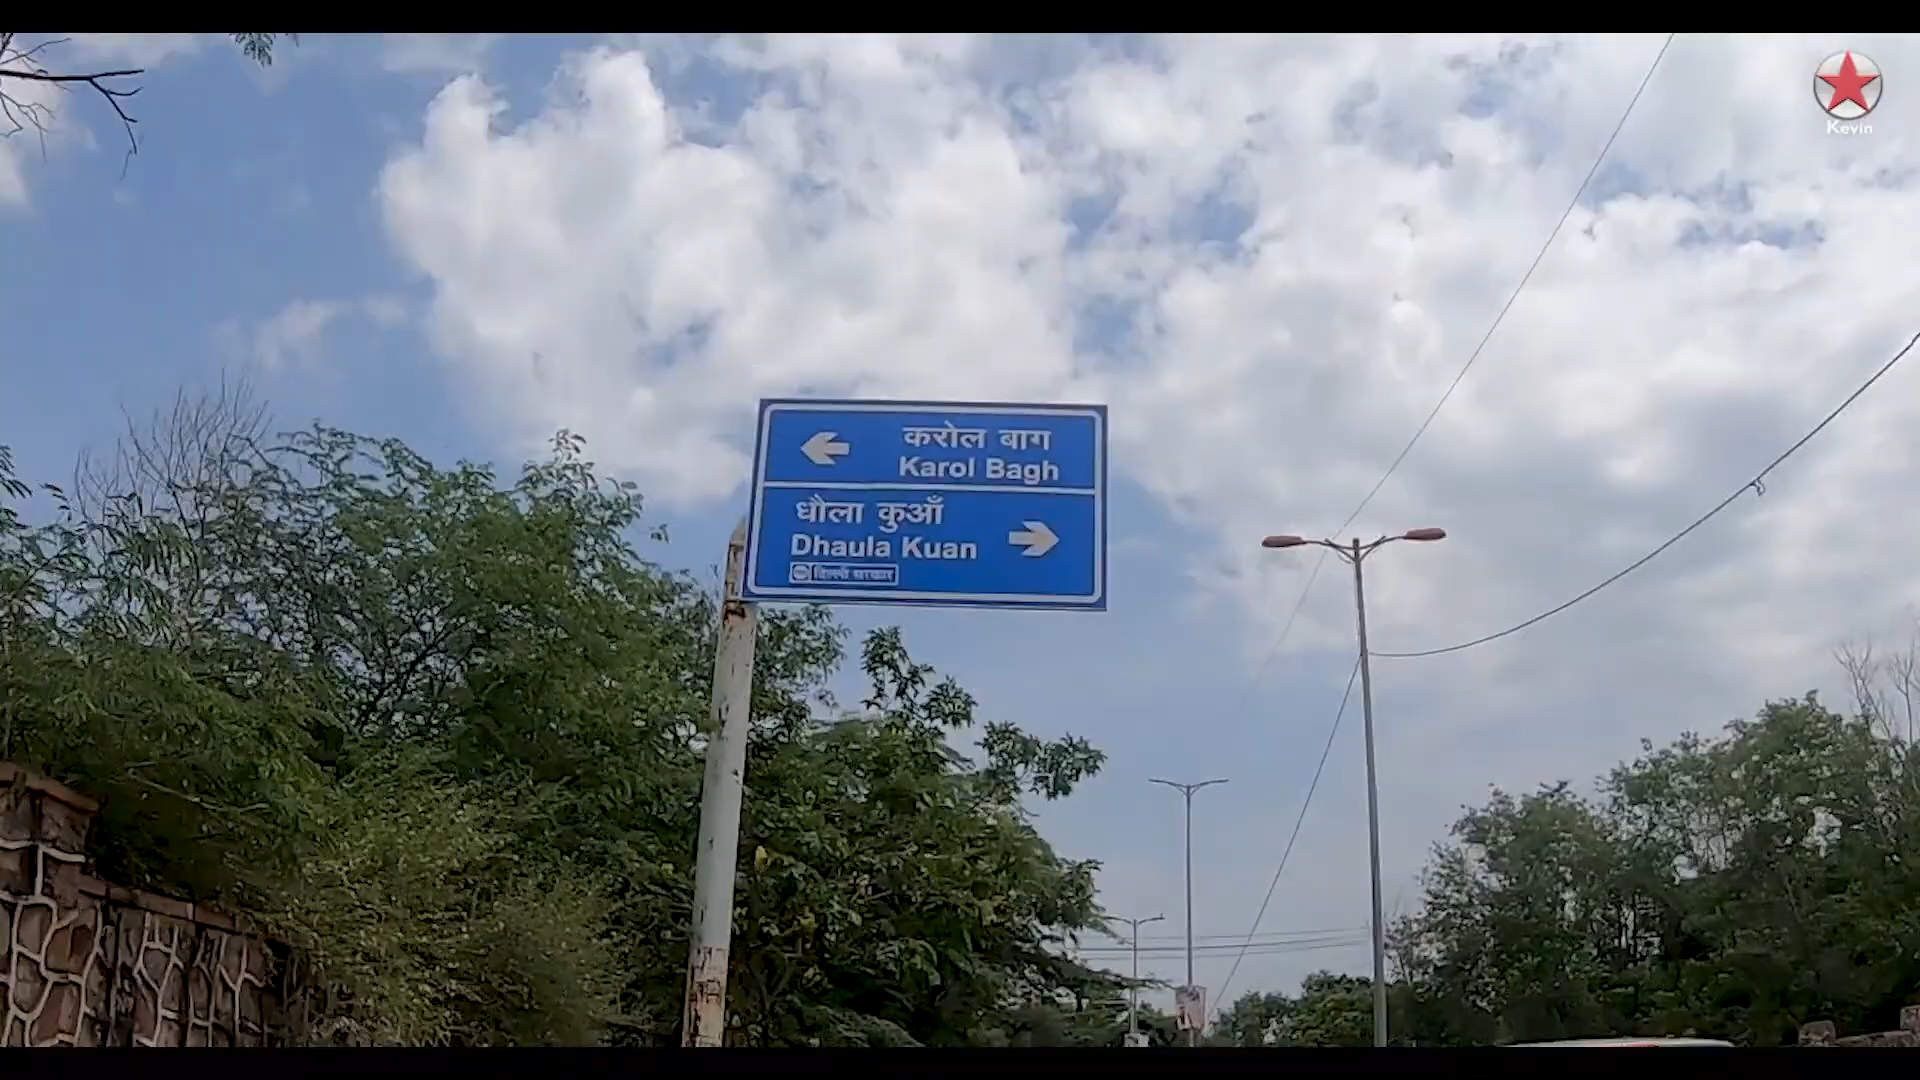 Kevin
करोल बाग
Karol Bagh
धौला कुआँ
Dhaula Kuan
दिल्ली सरकार